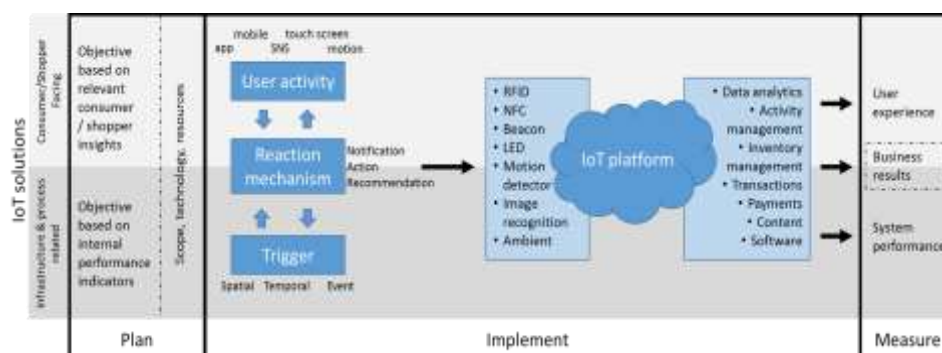 IoT solutions
Consumer/Shopper
Facing
Infrastructure & process
related
Objective
based on
relevant
consumer
/ shopper
insights
Objective
based on
internal
performance
indicators
Scope, technology, resources
mobile touch screen
app SNS motion
User activity
Reaction
mechanism
Notification
Action
Recommendation
Trigger
Spatial Temporal Event
• RFID
• NFC
• Beacon
• LED
• Motion
detector
• Image
recognition
• Ambient
IoT platform
• Data analytics
• Activity
management
• Inventory
management
• Transactions
• Payments
• Content
• Software
User
experience
Business
results
System
performance
Plan
Implement
Measure